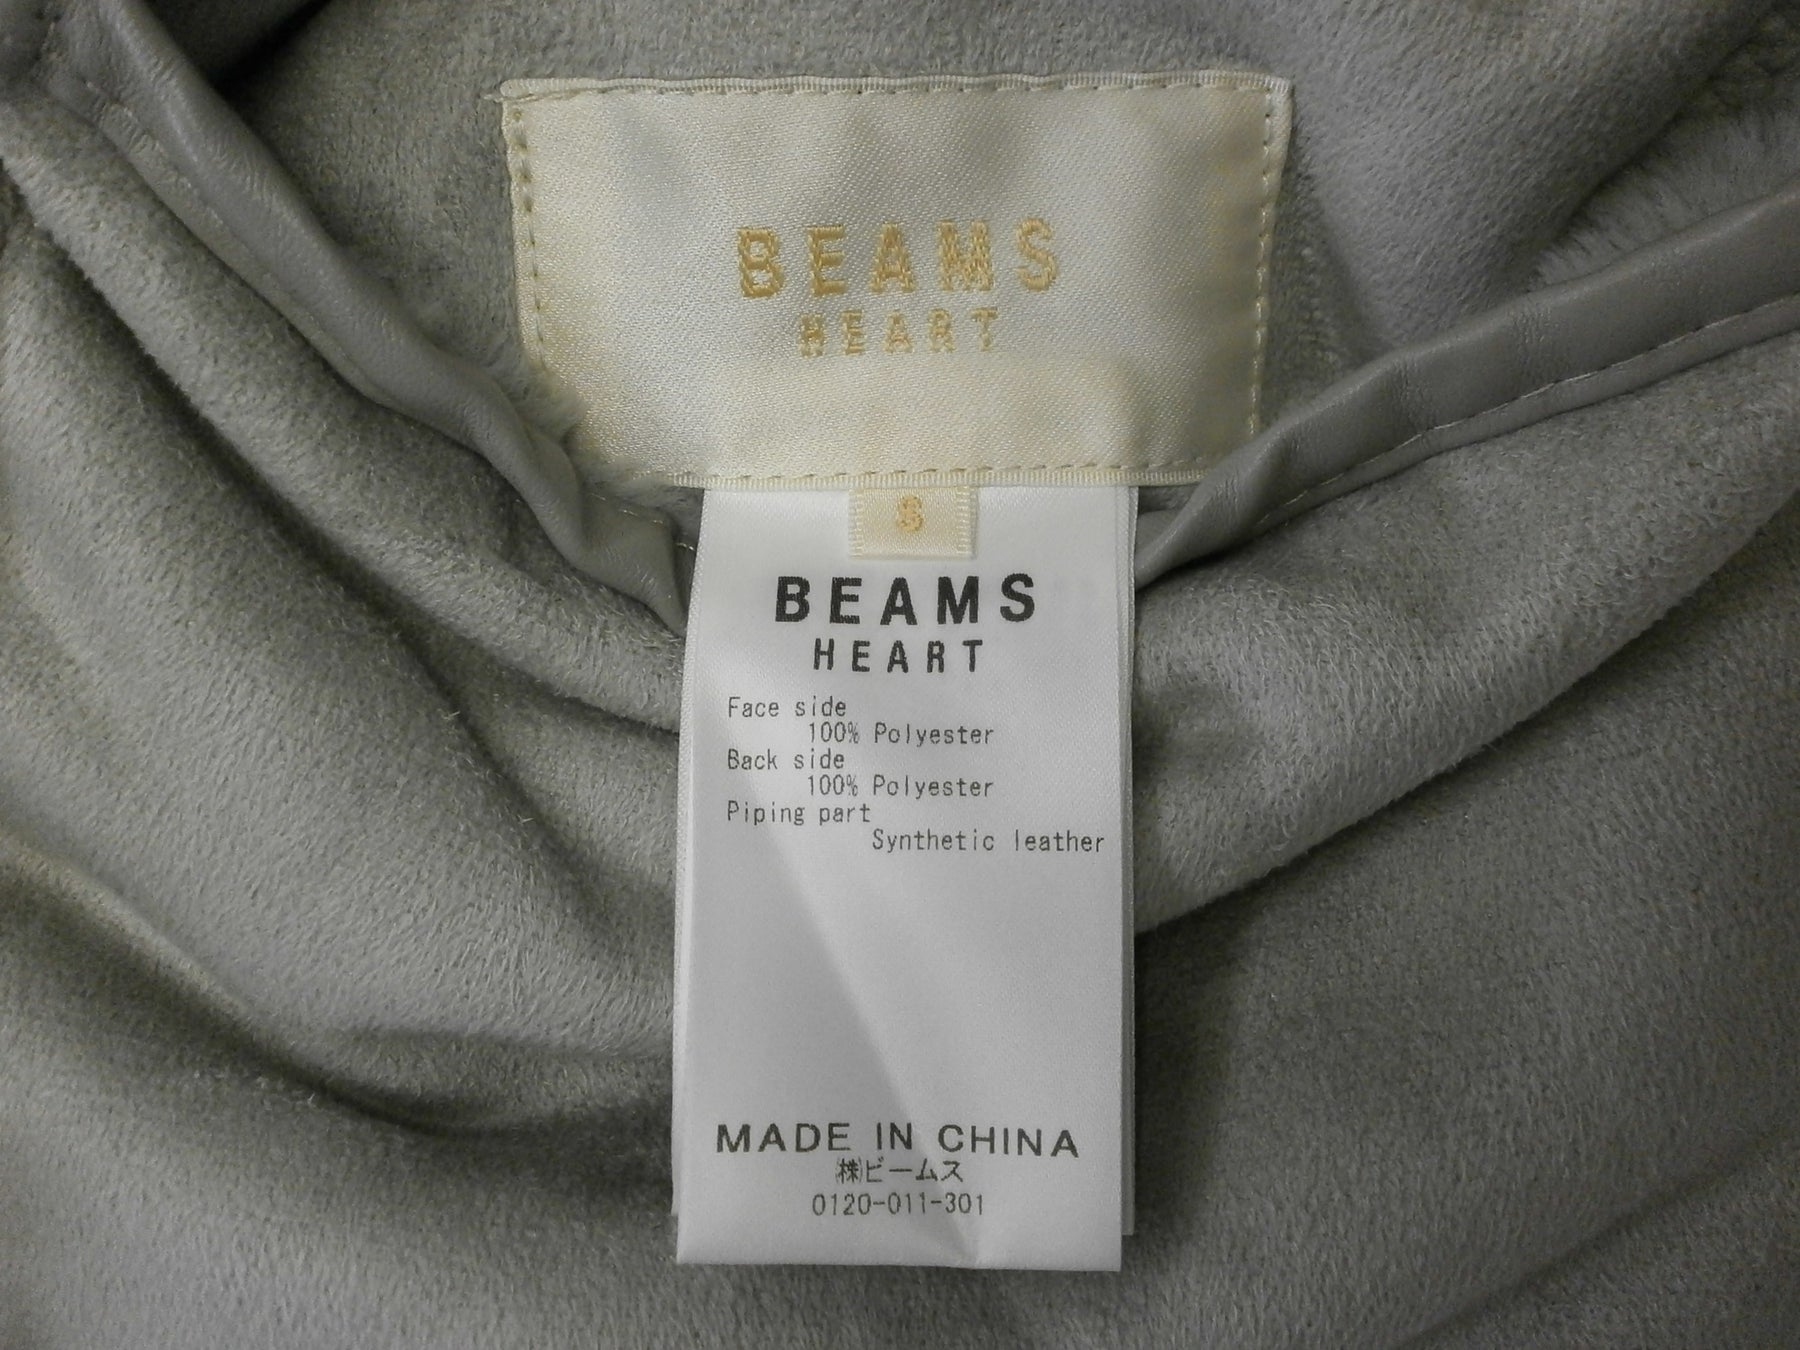 BEAMS
HEART
S
BEAMS
HEART
Face side
100% Polyester
Back side
100% Polyester
Piping part
Synthetic leather
MADE IN CHINA
㈱ビームス
0120-011-301